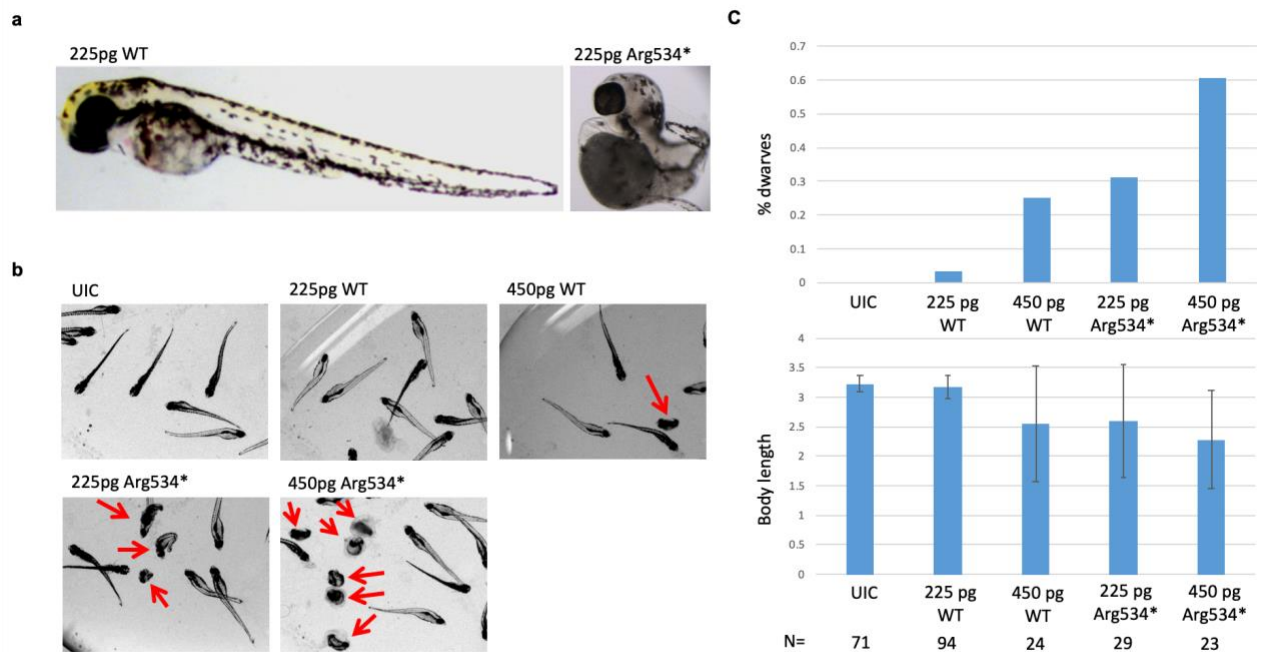 a
225pg WT
225pg Arg534*
b
UIC
225pg WT
450pg WT
225pg Arg534*
450pg Arg534*
C
% dwarves
0.7
0.6
0.5
0.4
0.3
0.2
0.1
0
UIC
225 pg WT
450 pg WT
225 pg Arg534*
450 pg Arg534*
Body length
4
3.5
3
2.5
2
1.5
1
0.5
0
UIC
225 pg WT
450 pg WT
225 pg Arg534*
450 pg Arg534*
N= 71 94 24 29 23